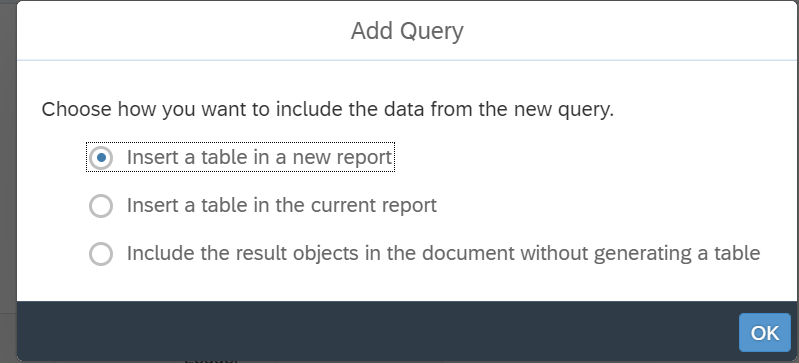 Add Query
Choose how you want to include the data from the new query.
Insert a table in a new report
Insert a table in the current report
Include the result objects in the document without generating a table
OK